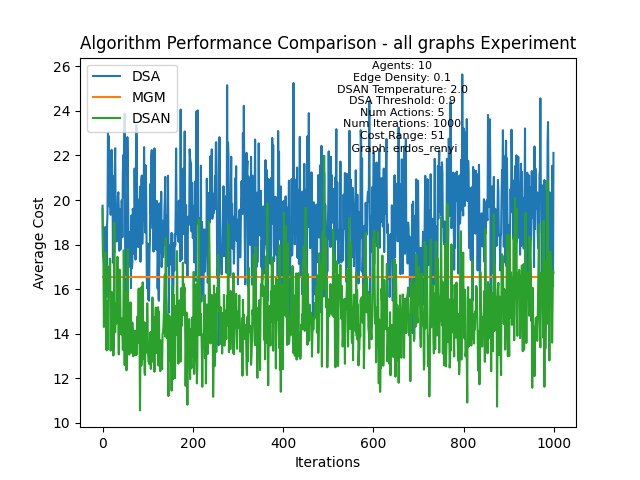 Algorithm Performance Comparison - all graphs Experiment
DSA
MGM
DSAN
Agents: 10
Edge Density: 0.1
DSAN Temperature: 2.0
DSA Threshold: 0.9
Num Actions: 5
Num Iterations: 1000
Cost Range: 51
Graph: erdos_renyi
Average Cost
26
24
22
20
18
16
14
12
10
0 200 400 600 800 1000
Iterations